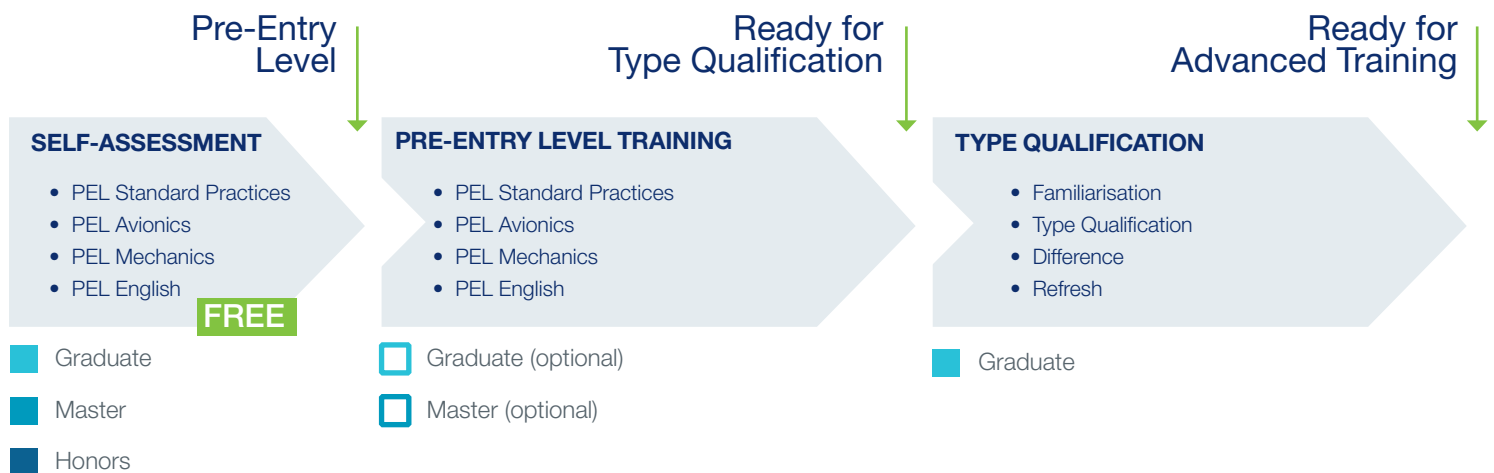 Pre-Entry
Level
Ready for
Type Qualification
Ready for
Advanced Training
SELF-ASSESSMENT
• PEL Standard Practices
• PEL Avionics
• PEL Mechanics
• PEL English
FREE
Graduate
Master
Honors
PRE-ENTRY LEVEL TRAINING
• PEL Standard Practices
• PEL Avionics
• PEL Mechanics
• PEL English
Graduate (optional)
Master (optional)
TYPE QUALIFICATION
• Familiarisation
• Type Qualification
• Difference
• Refresh
Graduate